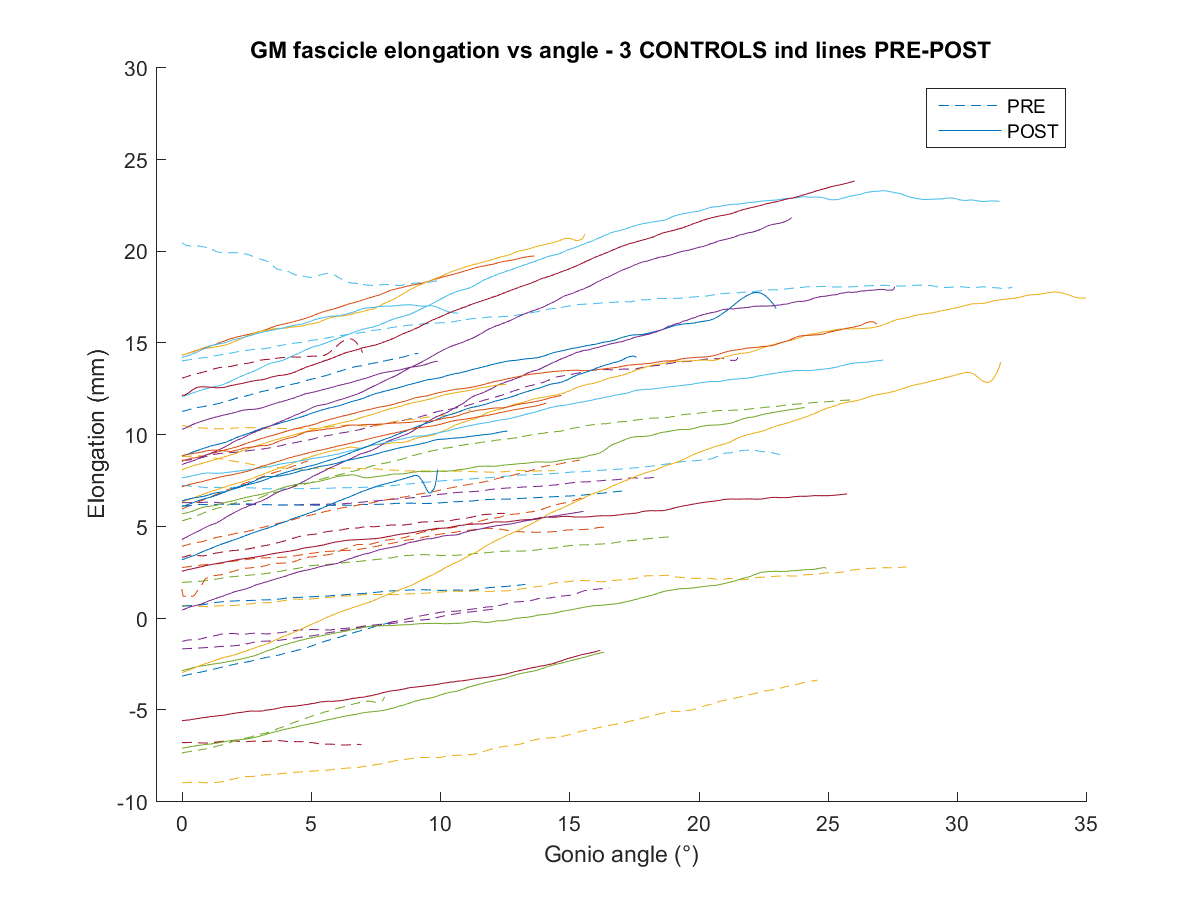 GM fascicle elongation vs angle - 3 CONTROLS ind lines PRE-POST
30
PRE
POST
25
20
15
10
5
0
-5
-10
Elongation (mm)
0 5 10 15 20 25 30 35
Gonio angle (°)